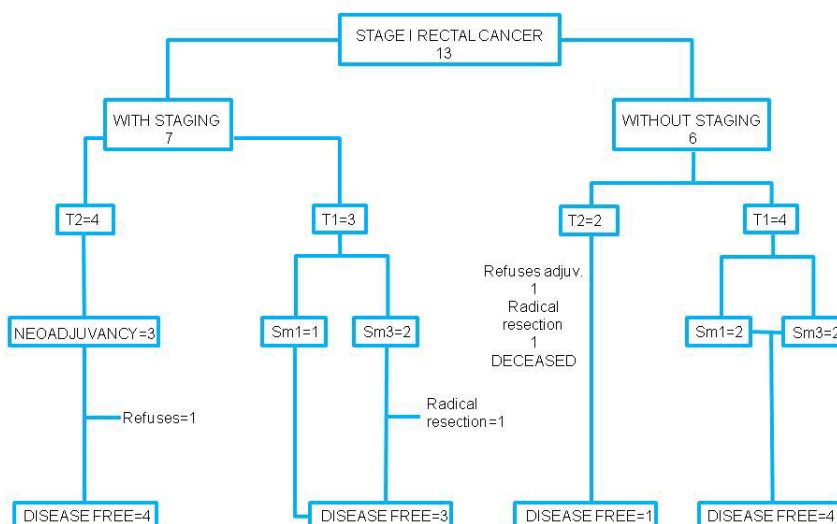 STAGE I RECTAL CANCER
13
WITH STAGING
7
WITHOUT STAGING
6
T2=4
T1=3
T2=2
T1=4
Refuses adjuv.
1
Radical
resection
1
DECEASED
NEOADJUVANCY=3
Sm1=1
Sm3=2
Sm1=2
Sm3=2
Refuses=1
Radical
resection=1
DISEASE FREE=4
DISEASE FREE=3
DISEASE FREE=1
DISEASE FREE=4